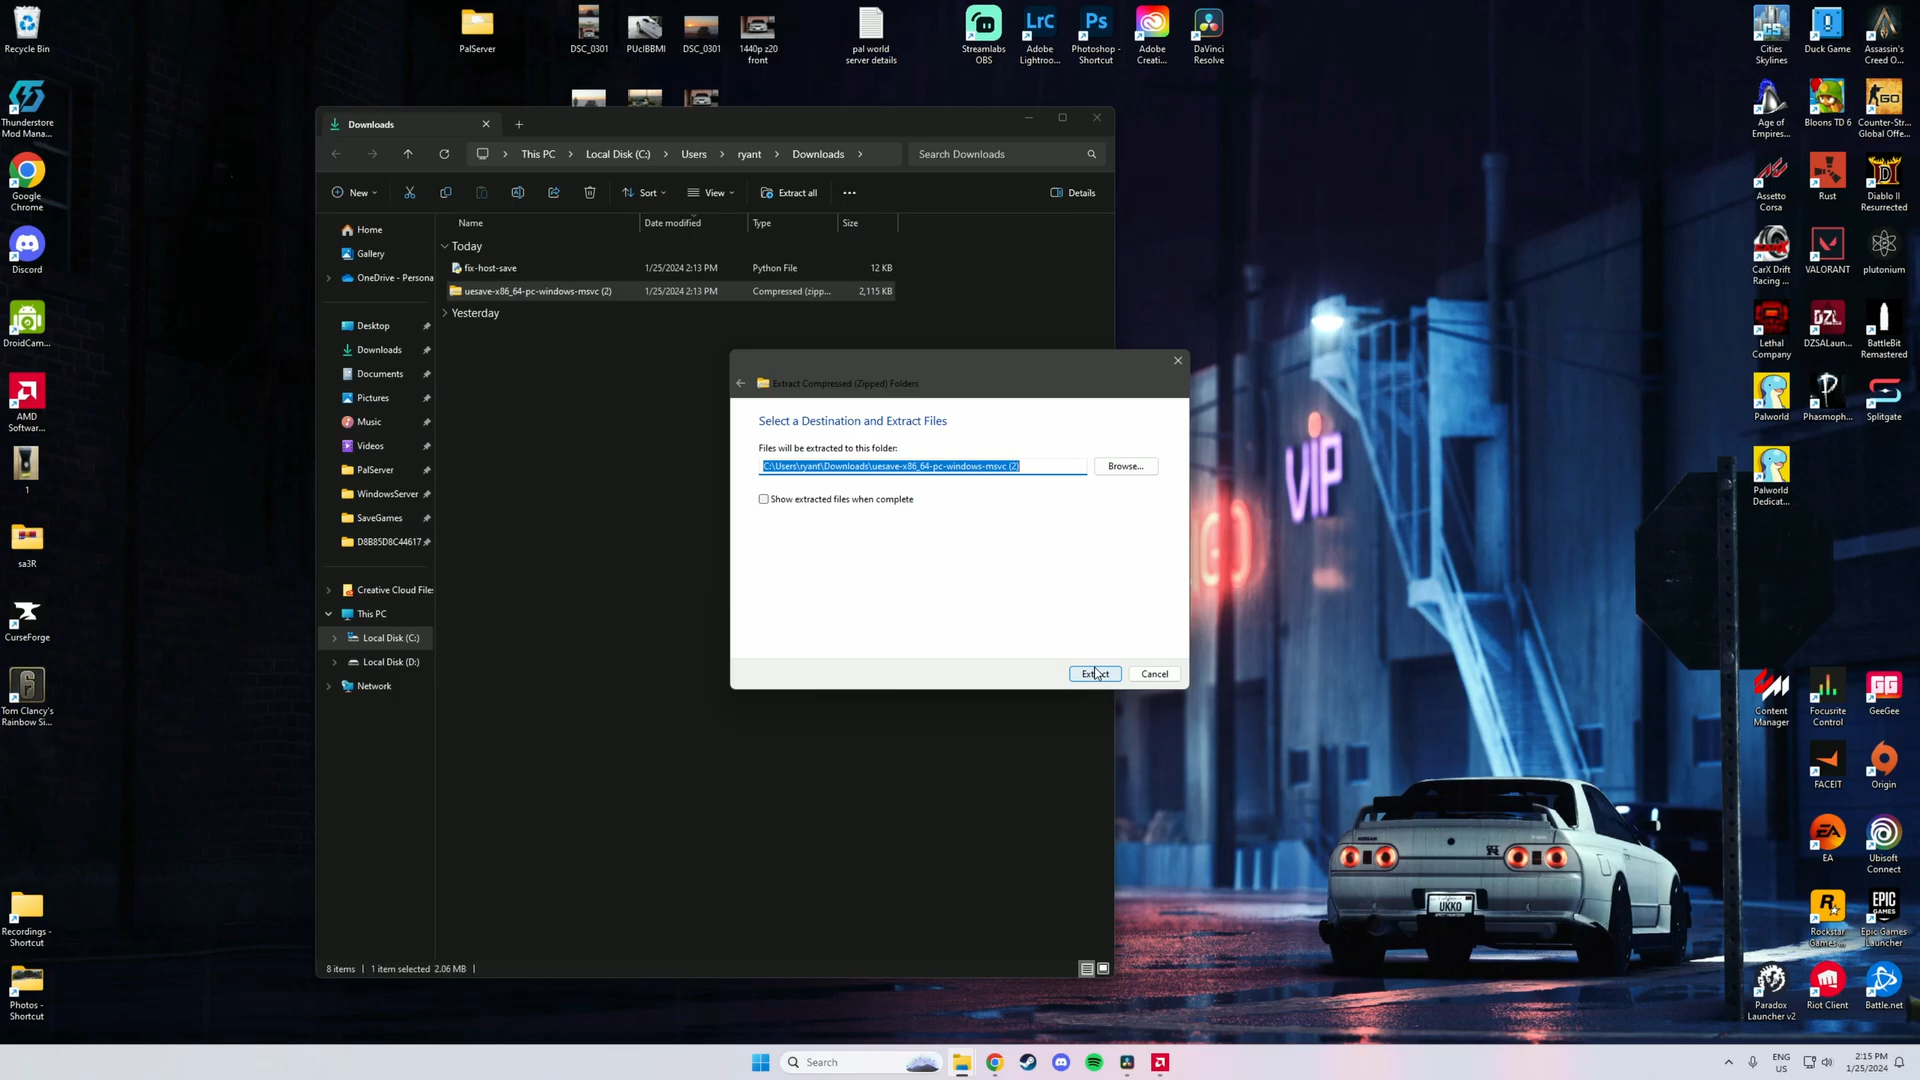 Recycle Bin
PalServer
DSC_0301
PUclBBMI
DSC_0301
1440p z20
front
pal world
server details
Streamlabs
OBS
Adobe
Lightroo...
Photoshop -
Shortcut
Adobe
Creati...
DaVinci
Resolve
Cities
Skylines
Duck Game
Assassin's
Creed O...
Thunderstore
Mod Mana...
Age of
Empires...
Bloons TD 6
Counter-Str...
Global Offe...
Google
Chrome
Assetto
Corsa
Rust
Diablo II
Resurrected
Discord
CarX Drift
Racing ...
VALORANT
plutonium
DroidCam...
Lethal
Company
DZSALaun...
BattleBit
Remastered
AMD
Softwar...
Palworld
Phasmoph...
Splitgate
1
Palworld
Dedicat...
sa3R
CurseForge
Tom Clancy's
Rainbow Si...
Content
Manager
Focusrite
Control
GeeGee
FACEIT
Origin
EA
Ubisoft
Connect
Recordings -
Shortcut
Rockstar
Games...
Epic Games
Launcher
Photos -
Shortcut
Paradox
Launcher v2
Riot Client
Battle.net
Downloads
This PC
Local Disk (C:)
Users
ryant
Downloads
Search Downloads
New
Sort
View
Extract all
Details
Name
Date modified
Type
Size
Today
fix-host-save
1/25/2024 2:13 PM
Python File
12 KB
uesave-x86_64-pc-windows-msvc (2)
1/25/2024 2:13 PM
Compressed (zipp...
2,115 KB
Yesterday
Home
Gallery
OneDrive - Persona
Desktop
Downloads
Documents
Pictures
Music
Videos
PalServer
WindowsServer
SaveGames
D8B85D8C44617
Creative Cloud Files
This PC
Local Disk (C:)
Local Disk (D:)
Network
8 items
1 item selected 2.06 MB
Extract Compressed (Zipped) Folders
Select a Destination and Extract Files
Files will be extracted to this folder:
C:\Users\ryant\Downloads\uesave-x86_64-pc-windows-msvc (2)
Browse...
Show extracted files when complete
Extract
Cancel
VIP
UKKO
Search
ENG
US
2:15 PM
1/25/2024